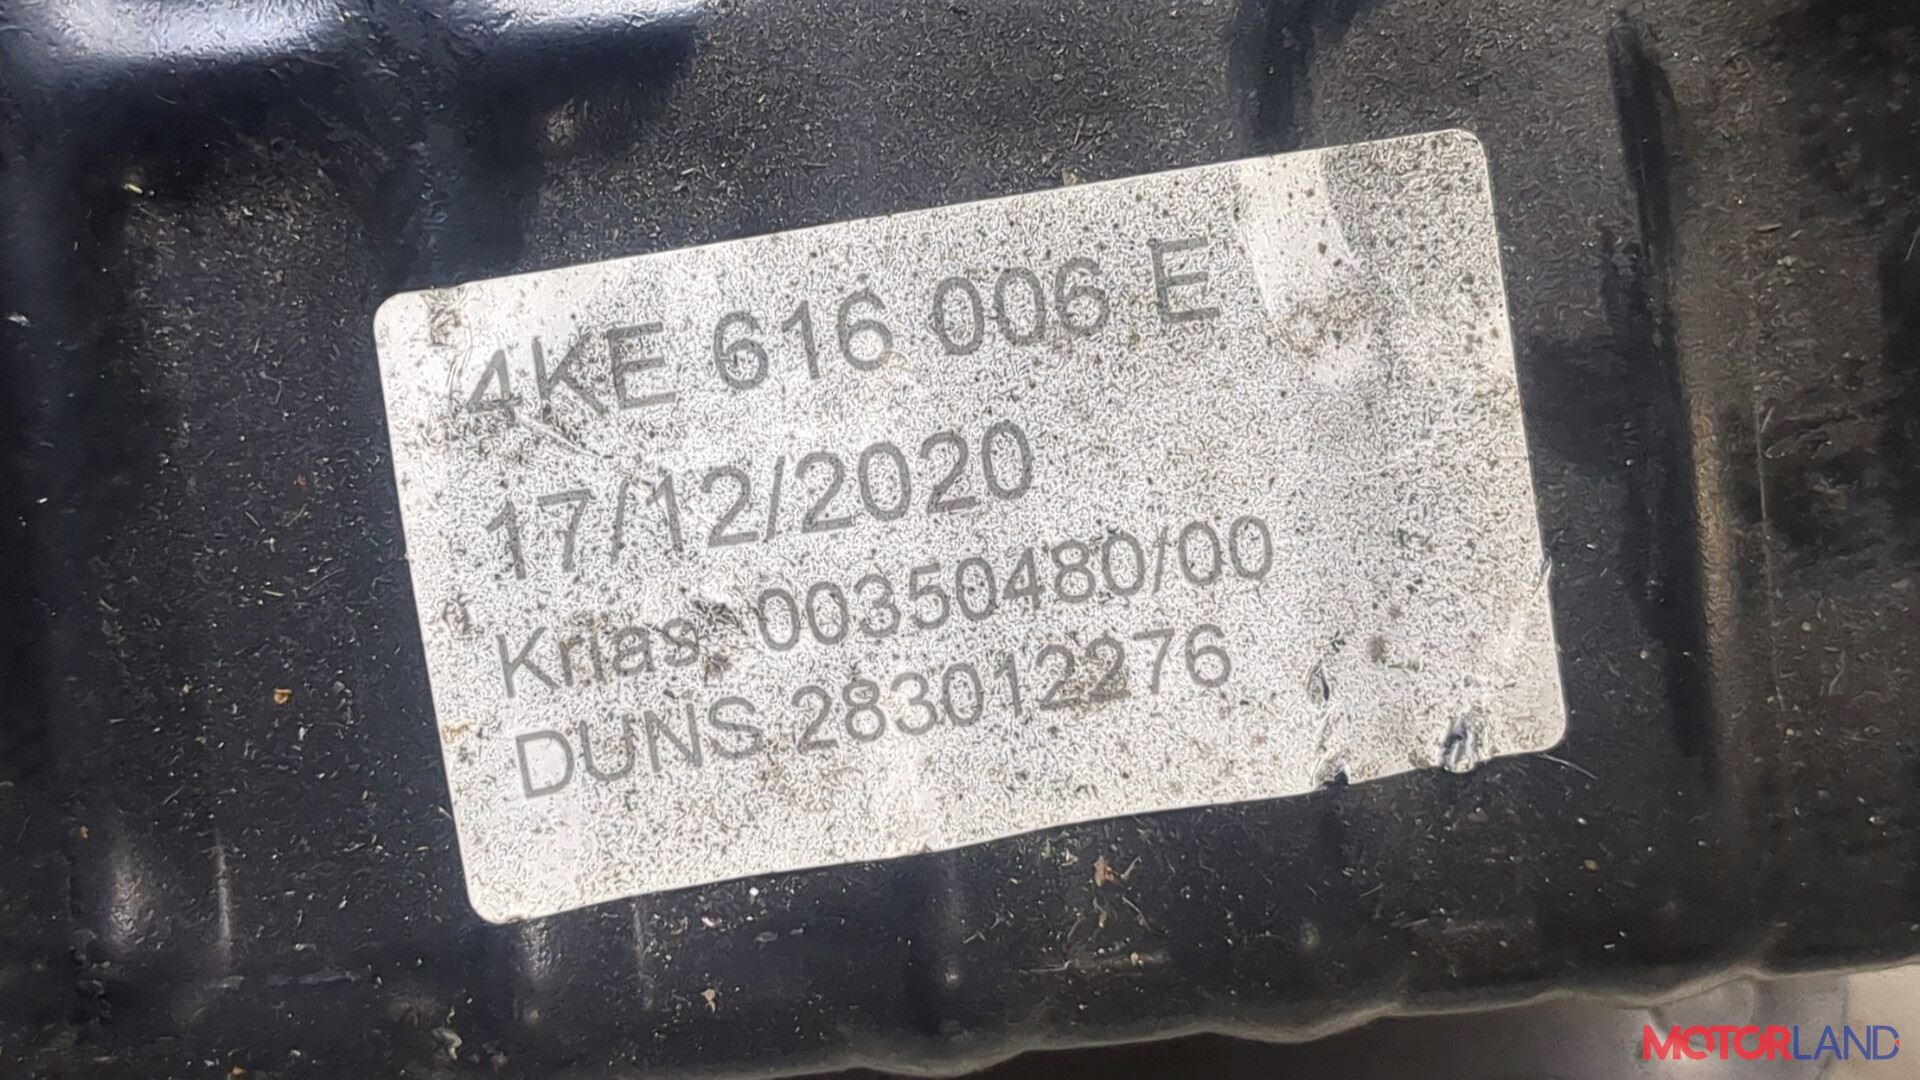 4KE 616 006 E
17/12/2020
Krias 00350480/00
DUNS 283012276
MOTORLAND